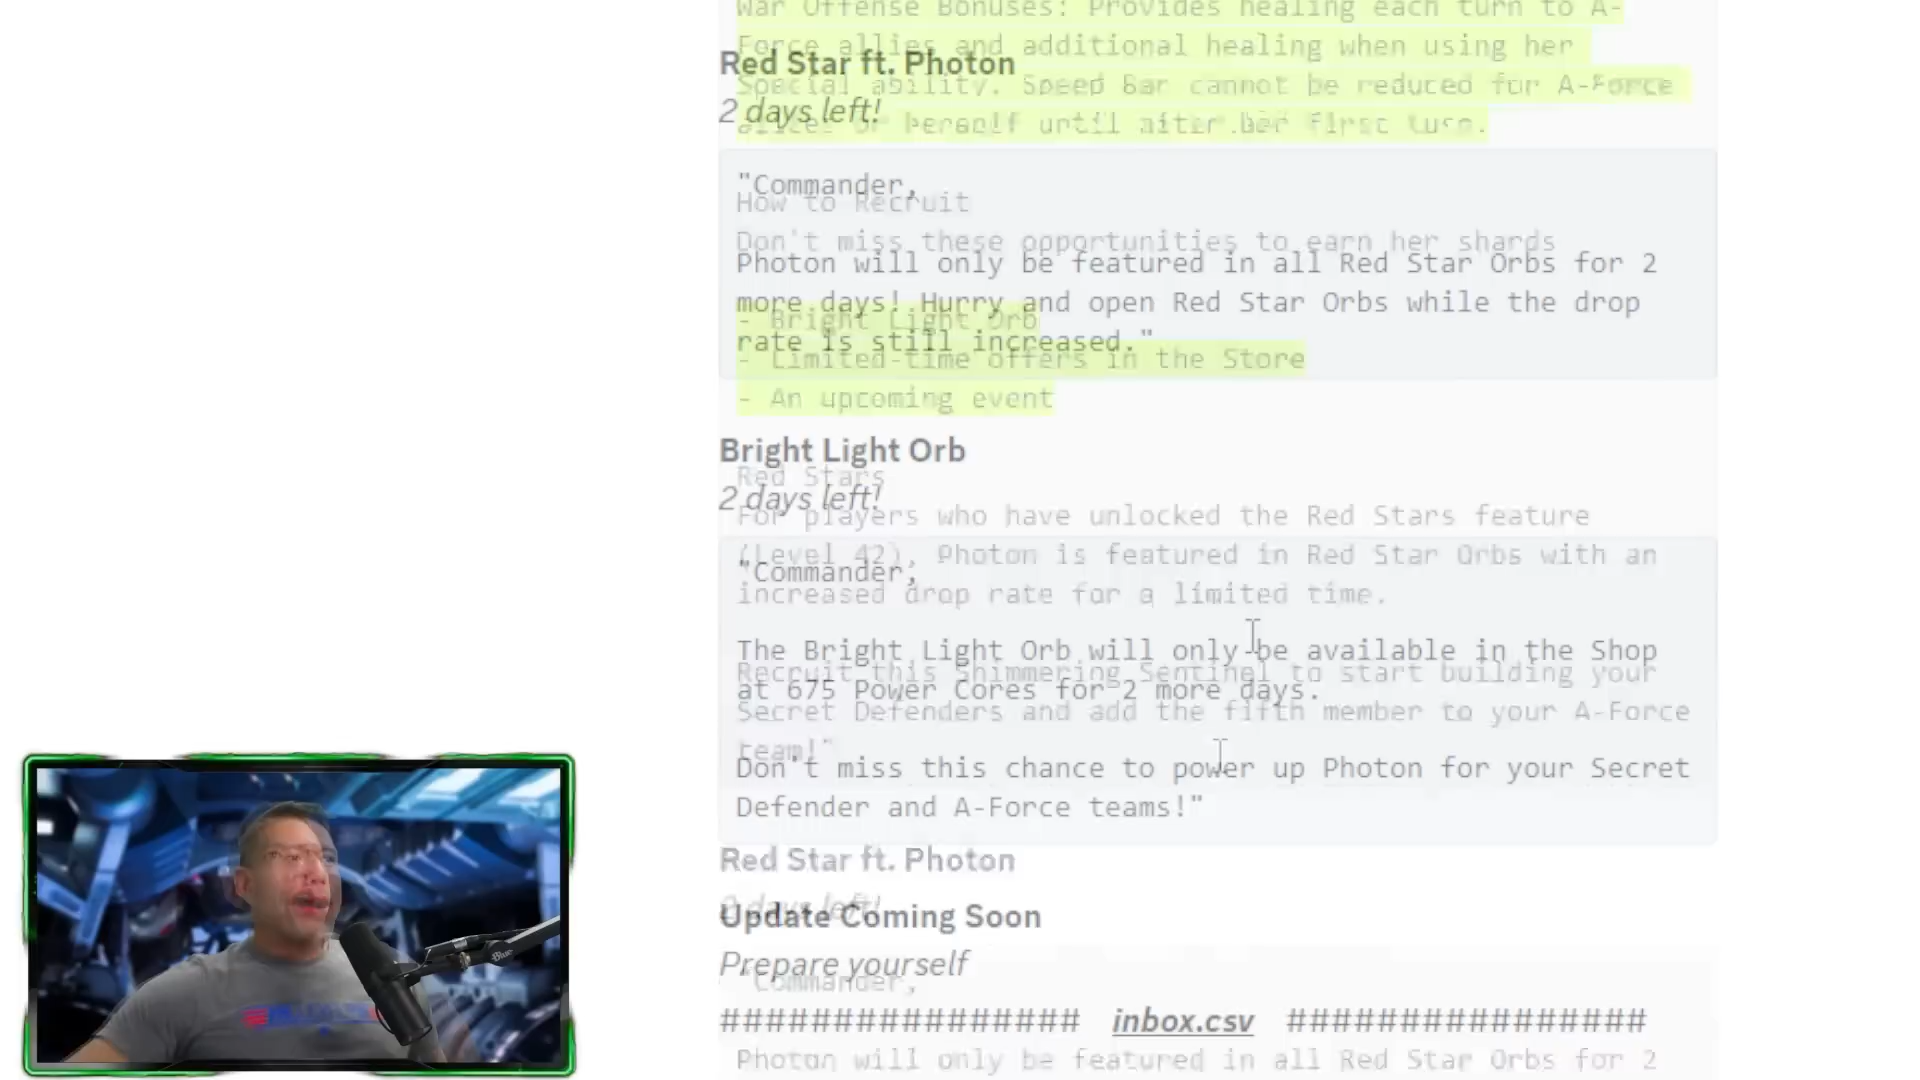 War Offense Bonuses: Provides healing each turn to A-
Force allies and additional healing when using her
Special ability. Speed Bar cannot be reduced for A-Force
allies or herself until after her first turn.
Red Star ft. Photon
2 days left!
"Commander,
Photon will only be featured in all Red Star Orbs for 2
more days! Hurry and open Red Star Orbs while the drop
rate is still increased."
How to Recruit
Don't miss these opportunities to earn her shards
- Bright Light Orb
- Limited-time offers in the Store
- An upcoming event
Bright Light Orb
2 days left!
"Commander,
The Bright Light Orb will only be available in the Shop
at 675 Power Cores for 2 more days.
Don't miss this chance to power up Photon for your Secret
Defender and A-Force teams!"
Red Stars
For players who have unlocked the Red Stars feature
(Level 42), Photon is featured in Red Star Orbs with an
increased drop rate for a limited time.
Recruit this Shimmering Sentinel to start building your
Secret Defenders and add the fifth member to your A-Force
team!"
Red Star ft. Photon
2 days left!
Update Coming Soon
Prepare yourself
"Commander,
################ inbox.csv ################
Photon will only be featured in all Red Star Orbs for 2
Blue